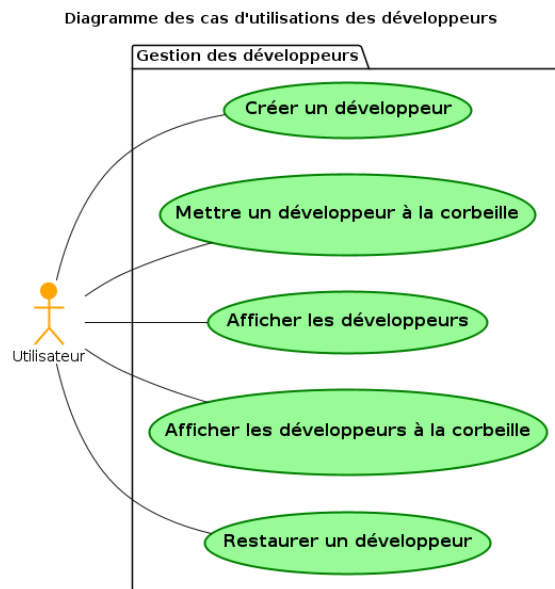 Diagramme des cas d'utilisations des développeurs
Gestion des développeurs
Créer un développeur
Mettre un développeur à la corbeille
Afficher les développeurs
Utilisateur
Afficher les développeurs à la corbeille
Restaurer un développeur